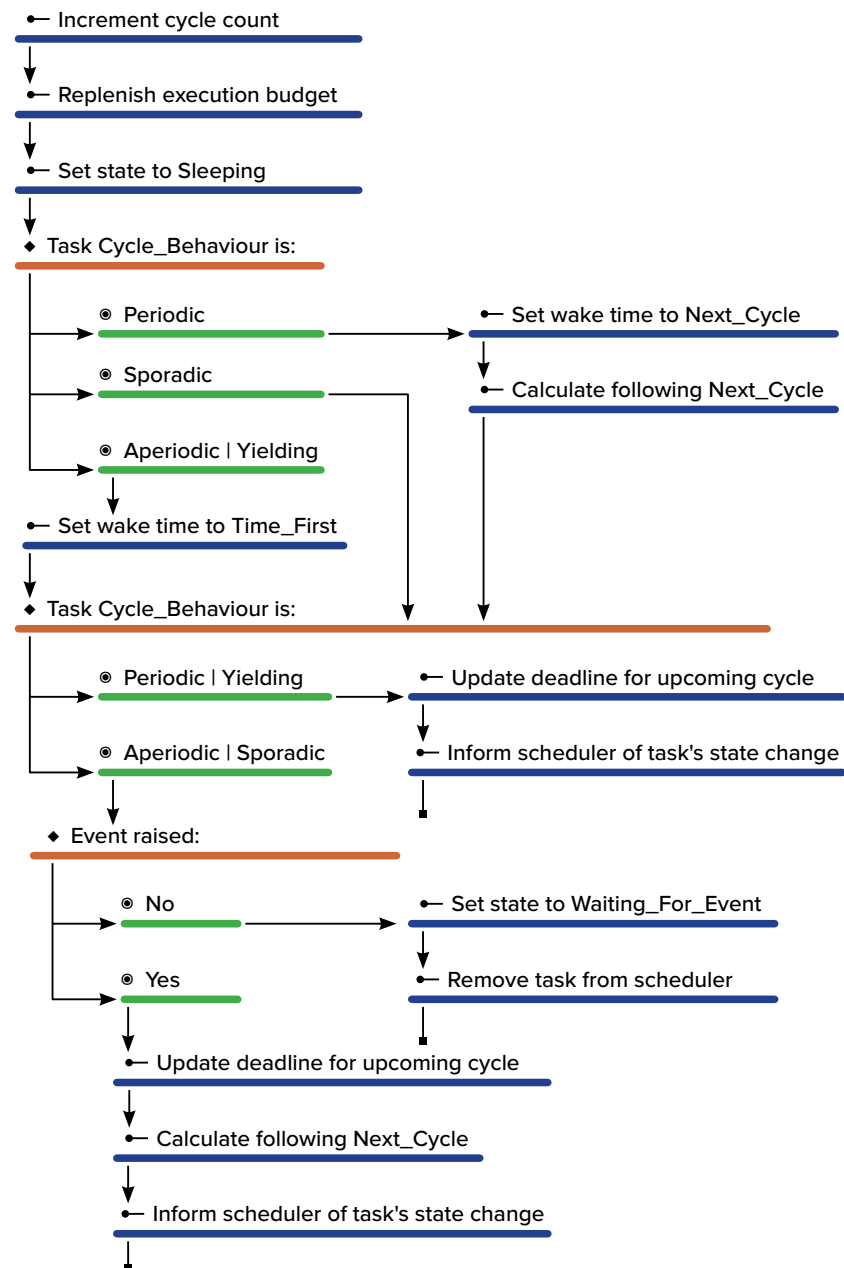 Increment cycle count
Replenish execution budget
Set state to Sleeping
Task Cycle_Behaviour is:
Periodic
Set wake time to Next_Cycle
Sporadic
Calculate following Next_Cycle
Aperiodic | Yielding
Set wake time to Time_First
Task Cycle_Behaviour is:
Periodic | Yielding
Update deadline for upcoming cycle
Aperiodic | Sporadic
Inform scheduler of task's state change
Event raised:
No
Set state to Waiting_For_Event
Yes
Remove task from scheduler
Update deadline for upcoming cycle
Calculate following Next_Cycle
Inform scheduler of task's state change